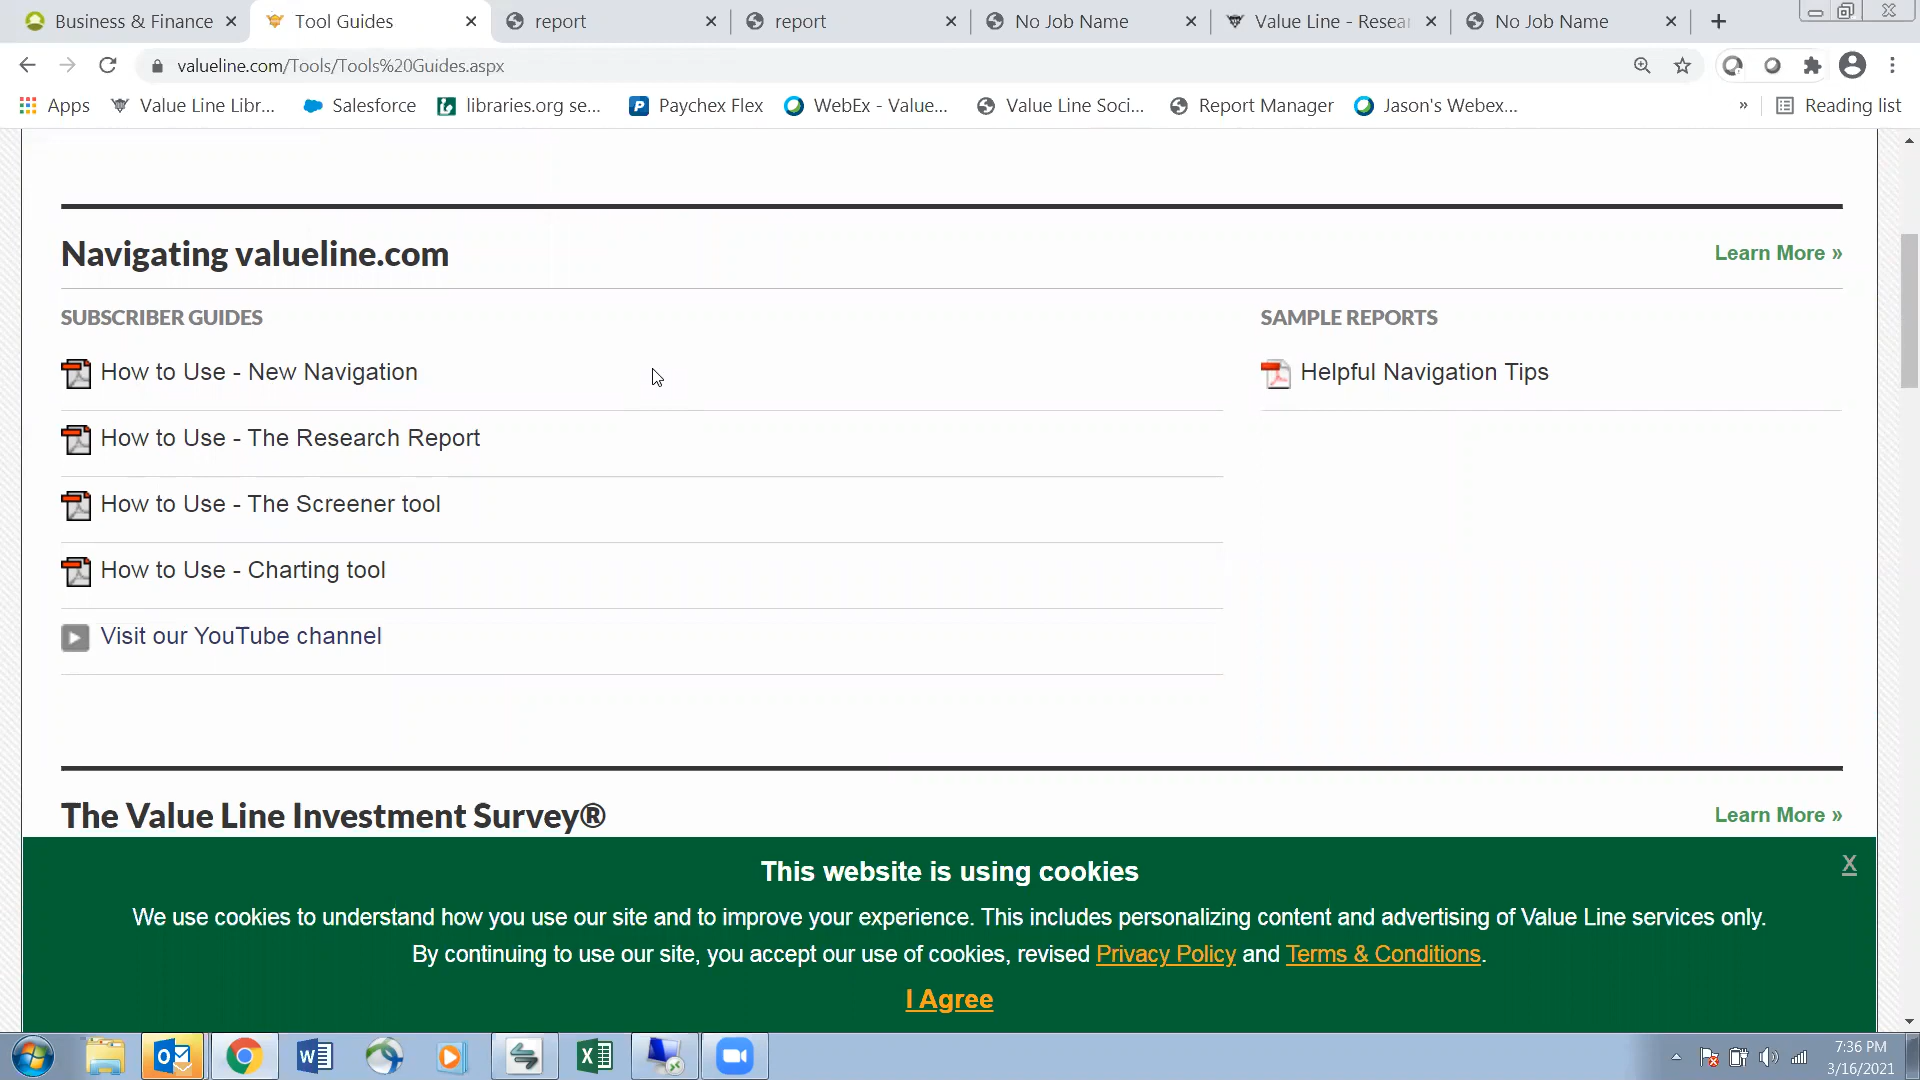 Business & Finance
Tool Guides
report
report
No Job Name
Value Line - Resear
No Job Name
valueline.com/Tools/Tools%20Guides.aspx
Apps
Value Line Libr...
Salesforce
libraries.org se...
Paychex Flex
WebEx - Value...
Value Line Soci...
Report Manager
Jason's Webex...
»
Reading list
Navigating valueline.com
Learn More »
SUBSCRIBER GUIDES
SAMPLE REPORTS
How to Use - New Navigation
Helpful Navigation Tips
How to Use - The Research Report
How to Use - The Screener tool
How to Use - Charting tool
Visit our YouTube channel
The Value Line Investment Survey®
Learn More »
This website is using cookies
X
We use cookies to understand how you use our site and to improve your experience. This includes personalizing content and advertising of Value Line services only.
By continuing to use our site, you accept our use of cookies, revised Privacy Policy and Terms & Conditions.
I Agree
7:36 PM
3/16/2021